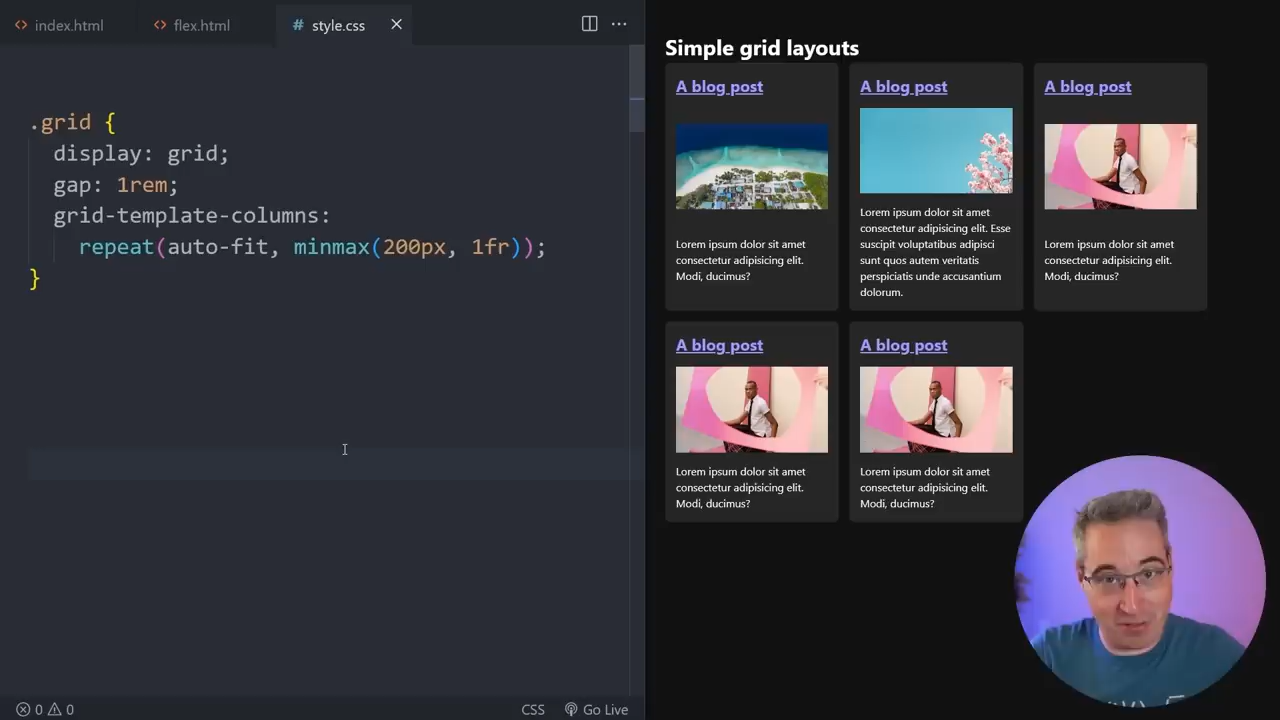 index.html
flex.html
# style.css
.grid {
display: grid;
gap: 1rem;
grid-template-columns:
repeat(auto-fit, minmax(200px, 1fr));
}
0 0
CSS
Go Live
Simple grid layouts
A blog post
Lorem ipsum dolor sit amet
consectetur adipisicing elit.
Modi, ducimus?
A blog post
Lorem ipsum dolor sit amet
consectetur adipisicing elit. Esse
suscipit voluptatibus adipisci
sunt quos autem veritatis
perspiciatis unde accusantium
dolorum.
A blog post
Lorem ipsum dolor sit amet
consectetur adipisicing elit.
Modi, ducimus?
A blog post
Lorem ipsum dolor sit amet
consectetur adipisicing elit.
Modi, ducimus?
A blog post
Lorem ipsum dolor sit amet
consectetur adipisicing elit.
Modi, ducimus?